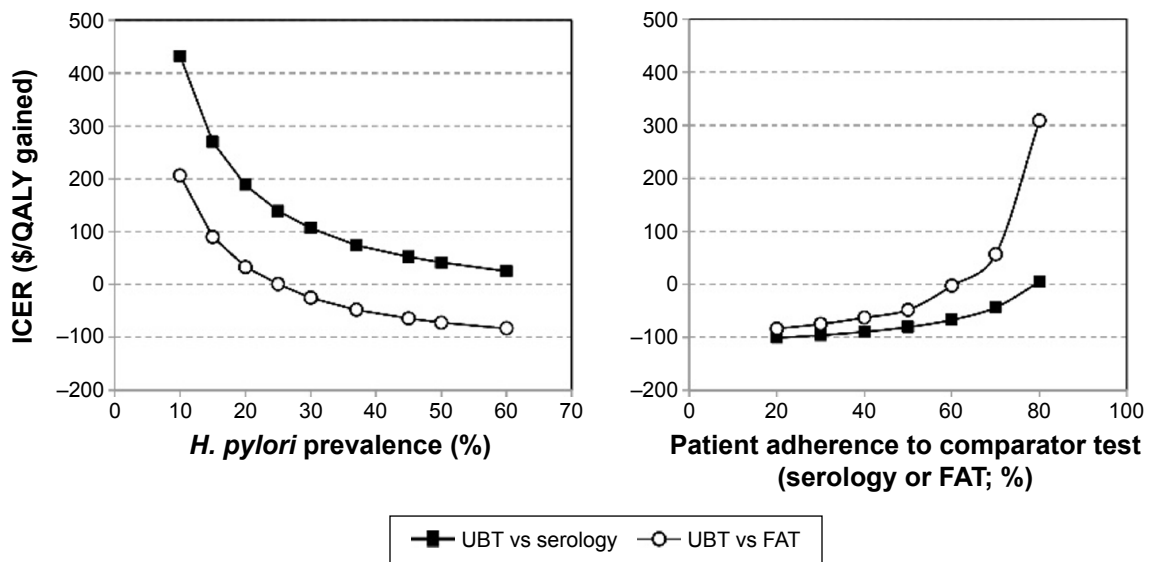 ICER ($/QALY gained)
500
400
300
200
100
0
–100
–200
0 10 20 30 40 50 60 70
H. pylori prevalence (%)
500
400
300
200
100
0
–100
–200
0 20 40 60 80 100
Patient adherence to comparator test
(serology or FAT; %)
UBT vs serology UBT vs FAT